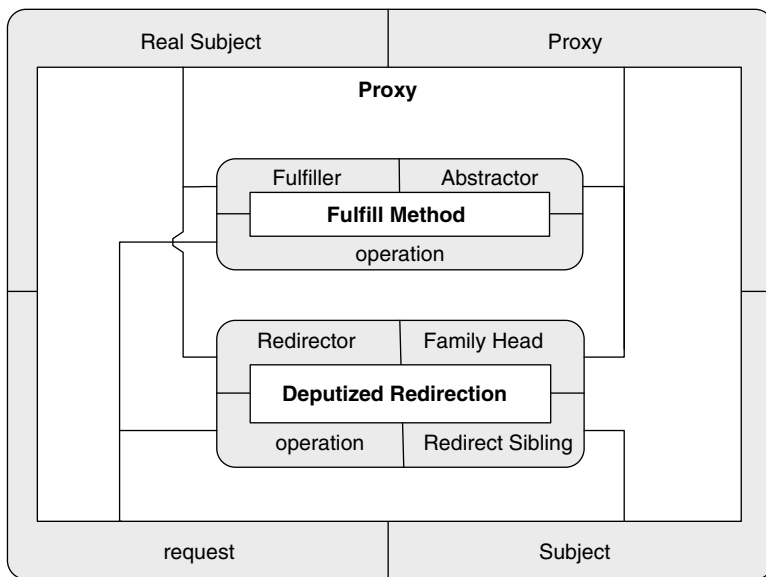 Real Subject Proxy
Proxy
Fulfiller Abstractor
Fulfill Method
operation
Redirector Family Head
Deputized Redirection
operation Redirect Sibling
request Subject